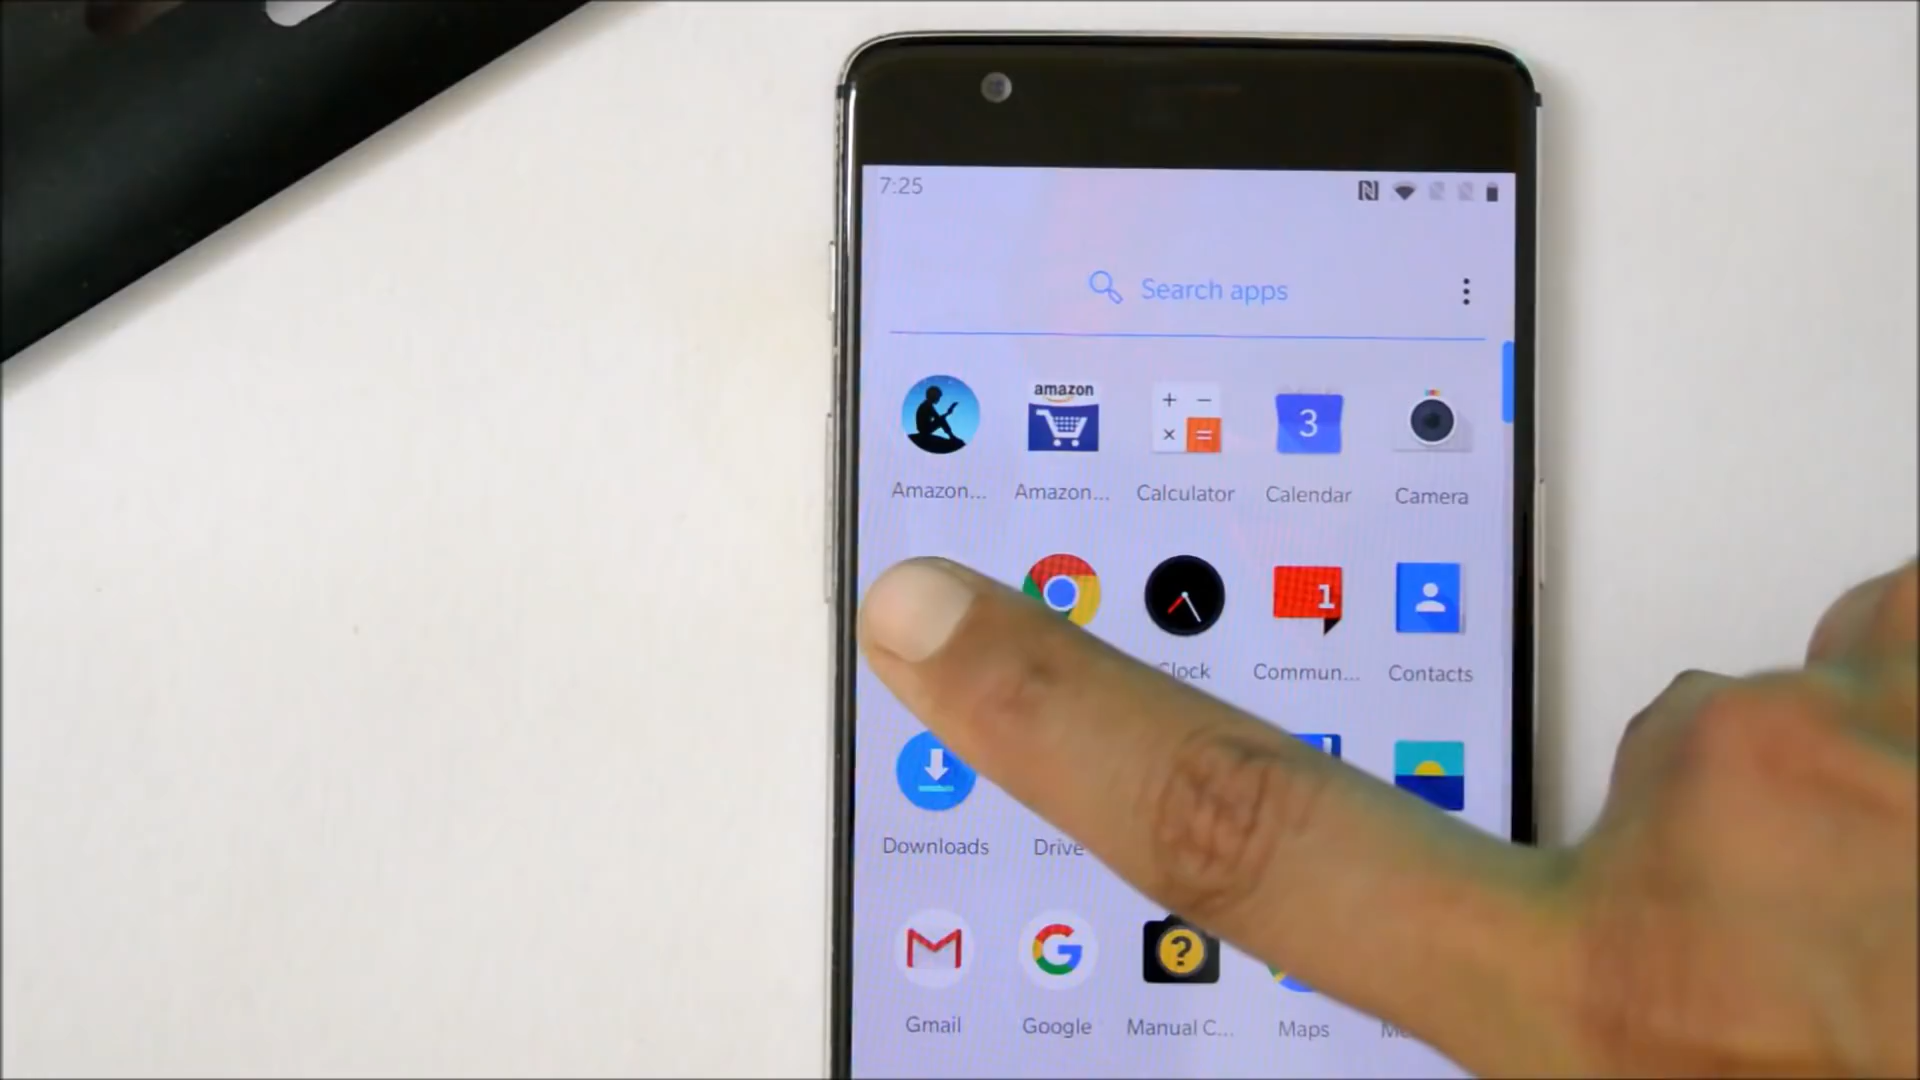 7:25
Search apps
amazon
3
Amazon... Amazon... Calculator Calendar Camera
1
Clock Commun... Contacts
Downloads Drive
G ?
Gmail Google Manual C... Maps